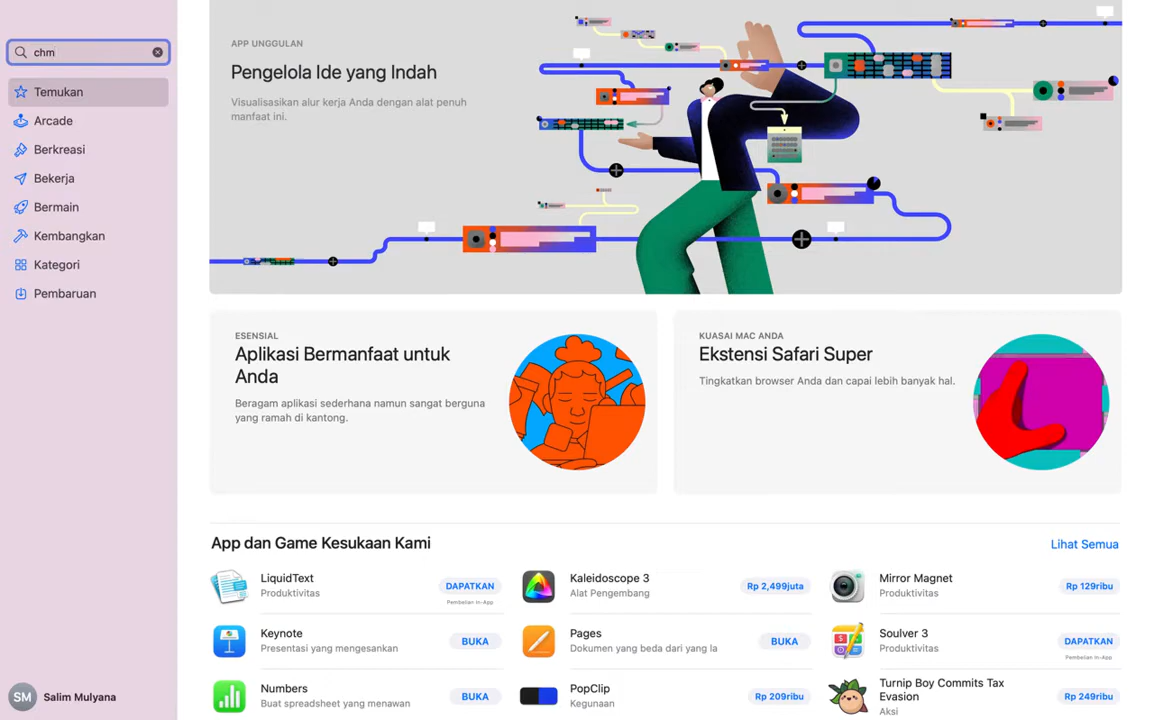 chm
Temukan
Arcade
Berkreasi
Bekerja
Bermain
Kembangkan
Kategori
Pembaruan
SM
Salim Mulyana
APP UNGGULAN
Pengelola Ide yang Indah
Visualisasikan alur kerja Anda dengan alat penuh
manfaat ini.
ESENSIAL
Aplikasi Bermanfaat untuk
Anda
Beragam aplikasi sederhana namun sangat berguna
yang ramah di kantong.
KUASAI MAC ANDA
Ekstensi Safari Super
Tingkatkan browser Anda dan capai lebih banyak hal.
App dan Game Kesukaan Kami
Lihat Semua
LiquidText
Produktivitas
DAPATKAN
Pembelian In-App
Kaleidoscope 3
Alat Pengembang
Rp 2,499juta
Mirror Magnet
Produktivitas
Rp 129ribu
Keynote
Presentasi yang mengesankan
BUKA
Pages
Dokumen yang beda dari yang la
BUKA
Soulver 3
Produktivitas
DAPATKAN
Pembelian In-App
Numbers
Buat spreadsheet yang menawan
BUKA
PopClip
Kegunaan
Rp 209ribu
Turnip Boy Commits Tax
Evasion
Aksi
Rp 249ribu